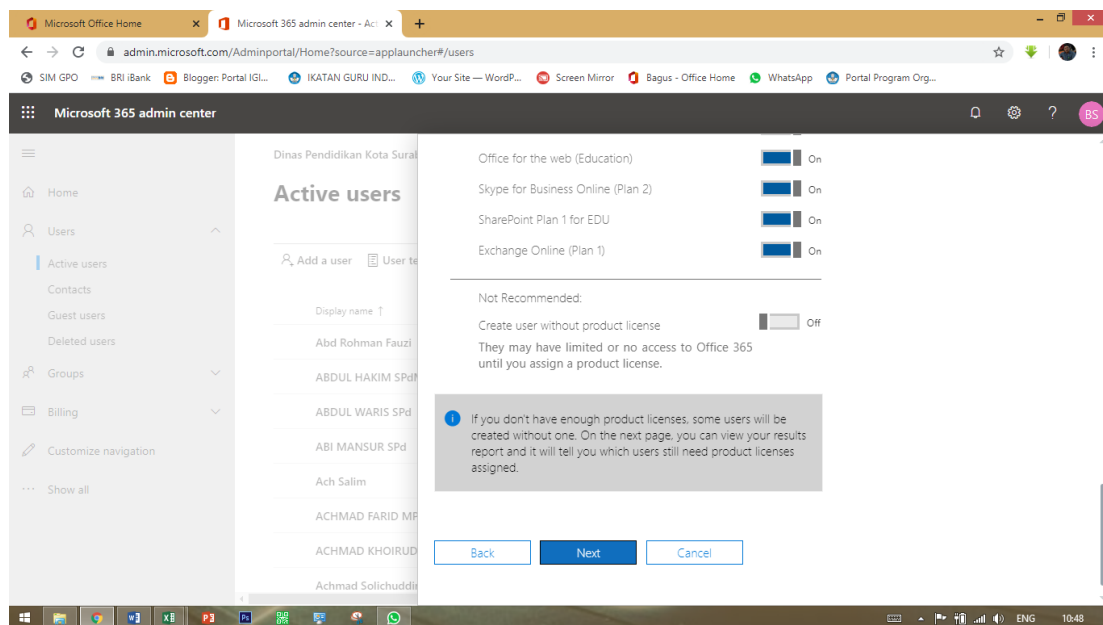 Microsoft Office Home
Microsoft 365 admin center - Act
admin.microsoft.com/Adminportal/Home?source=applauncher#/users
SIM GPO
BRI iBank
Blogger: Portal IGI...
IKATAN GURU IND...
Your Site — WordP...
Screen Mirror
Bagus - Office Home
WhatsApp
Portal Program Org...
Microsoft 365 admin center
BS
Home
Users
Active users
Contacts
Guest users
Deleted users
Groups
Billing
Customize navigation
Show all
Dinas Pendidikan Kota Sural
Active users
Add a user
User te
Display name ↑
Abd Rohman Fauzi
ABDUL HAKIM SPdM
ABDUL WARIS SPd
ABI MANSUR SPd
Ach Salim
ACHMAD FARID MP
ACHMAD KHOIRUD
Achmad Solichuddin
Office for the web (Education) On
Skype for Business Online (Plan 2) On
SharePoint Plan 1 for EDU On
Exchange Online (Plan 1) On
Not Recommended:
Create user without product license Off
They may have limited or no access to Office 365
until you assign a product license.
If you don't have enough product licenses, some users will be
created without one. On the next page, you can view your results
report and it will tell you which users still need product licenses
assigned.
Back
Next
Cancel
ENG
10:48